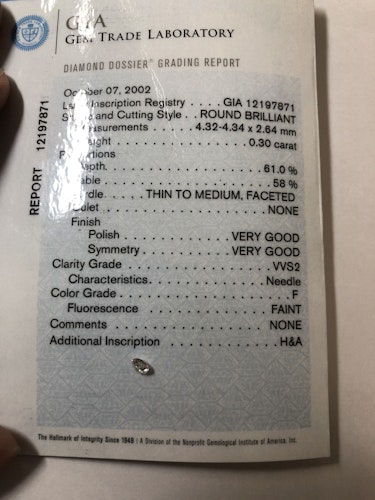 GIA
GEM TRADE LABORATORY
DIAMOND DOSSIER® GRADING REPORT
REPORT 12197871
October 07, 2002
Laser Inscription Registry . . . . GIA 12197871
Shape and Cutting Style . . ROUND BRILLIANT
Measurements . . . . . 4.32-4.34 x 2.64 mm
0.30 carat
Proportions
Depth. . . . . . . . . . . . . . . . . . . 61.0 %
Table . . . . . . . . . . . . . . . . . . . 58 %
Girdle . . . . THIN TO MEDIUM, FACETED
Culet . . . . . . . . . . . . . . . . . . NONE
Finish
Polish . . . . . . . . . . . . . VERY GOOD
Symmetry. . . . . . . . . . . VERY GOOD
Clarity Grade . . . . . . . . . . . . . . . . VVS2
Characteristics. . . . . . . . . . . . . Needle
Color Grade. . . . . . . . . . . . . . . . . . . F
Fluorescence . . . . . . . . . . . . . FAINT
Comments . . . . . . . . . . . . . . . . NONE
Additional Inscription . . . . . . . . . . H&A
The Hallmark of Integrity Since 1949 | A Division of the Nonprofit Gemological Institute of America, Inc.